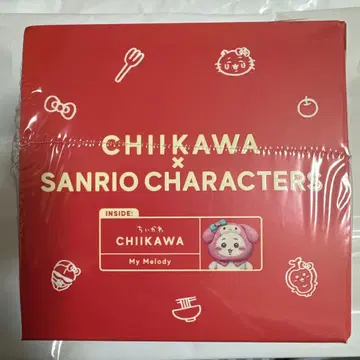 CHIIKAWA
×
SANRIO CHARACTERS
INSIDE:
ちいかわ
CHIIKAWA
My Melody